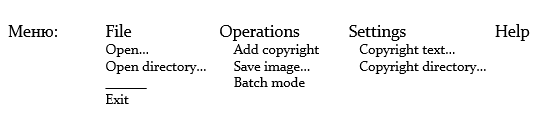 Меню: File Operations Settings Help
Open... Add copyright Copyright text...
Open directory... Save image... Copyright directory...
______ Batch mode
Exit